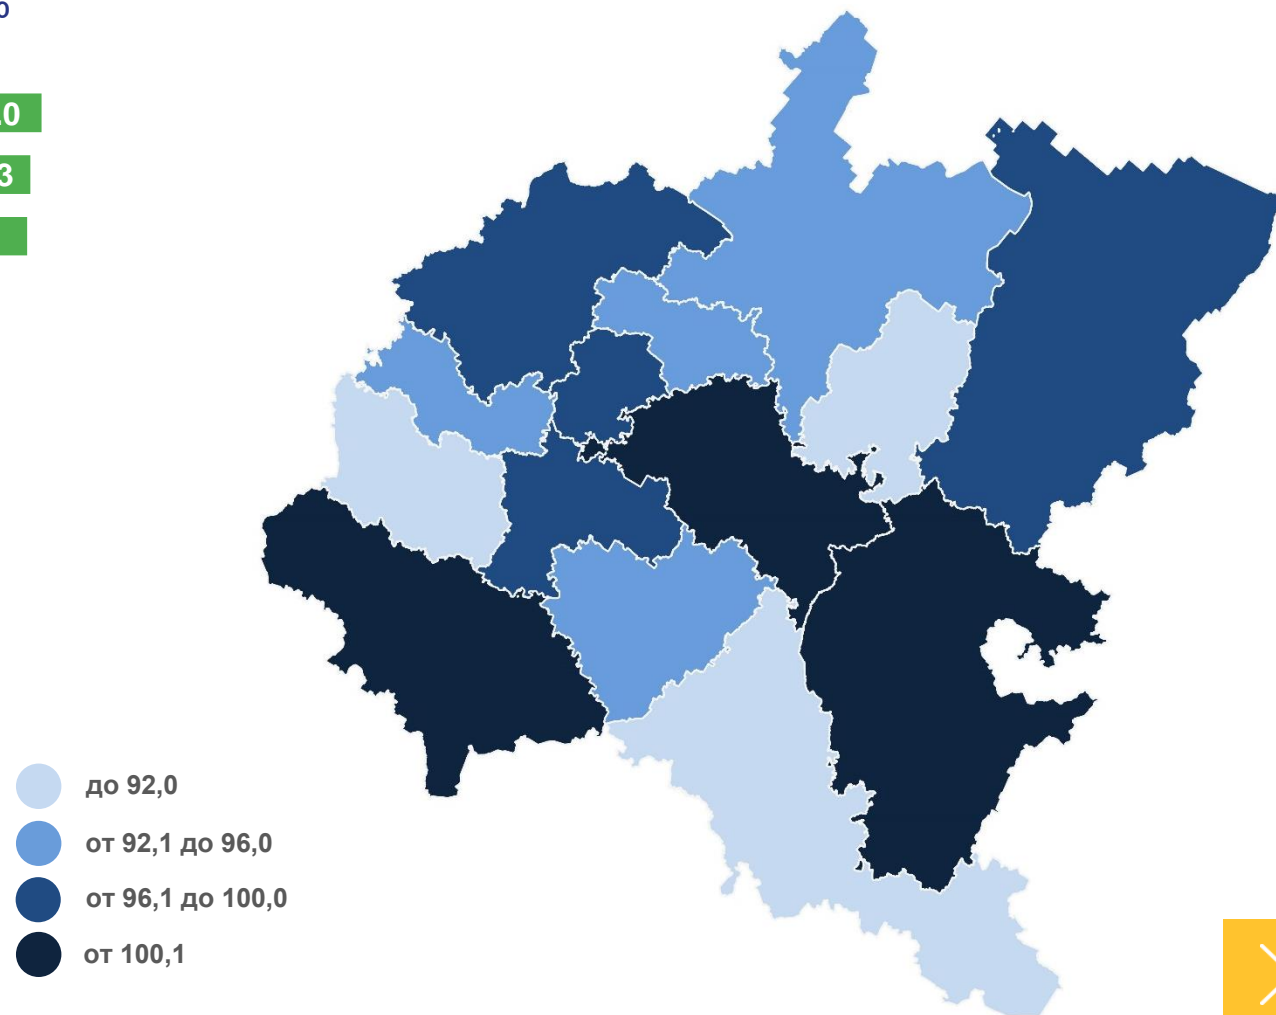 до 92,0
от 92,1 до 96,0
от 96,1 до 100,0
от 100,1